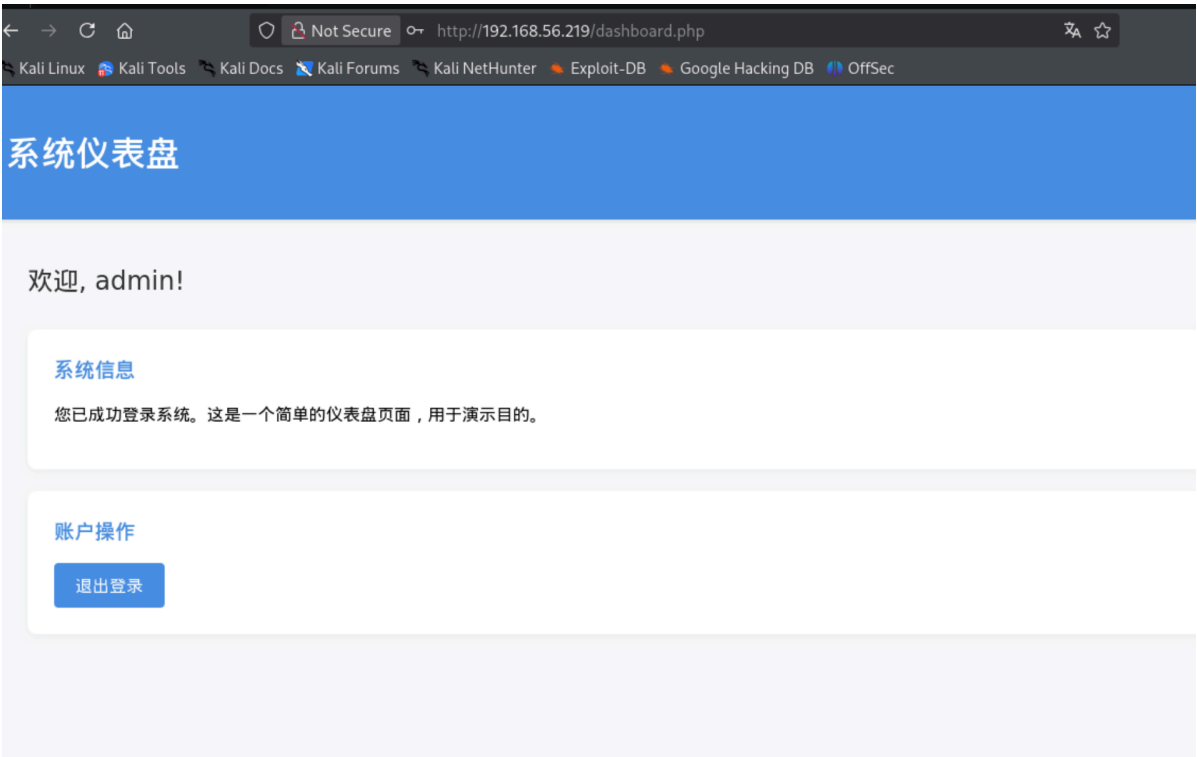 Not Secure http://192.168.56.219/dashboard.php
Kali Linux Kali Tools Kali Docs Kali Forums Kali NetHunter Exploit-DB Google Hacking DB OffSec
系统仪表盘
欢迎, admin!
系统信息
您已成功登录系统。这是一个简单的仪表盘页面，用于演示目的。
账户操作
退出登录